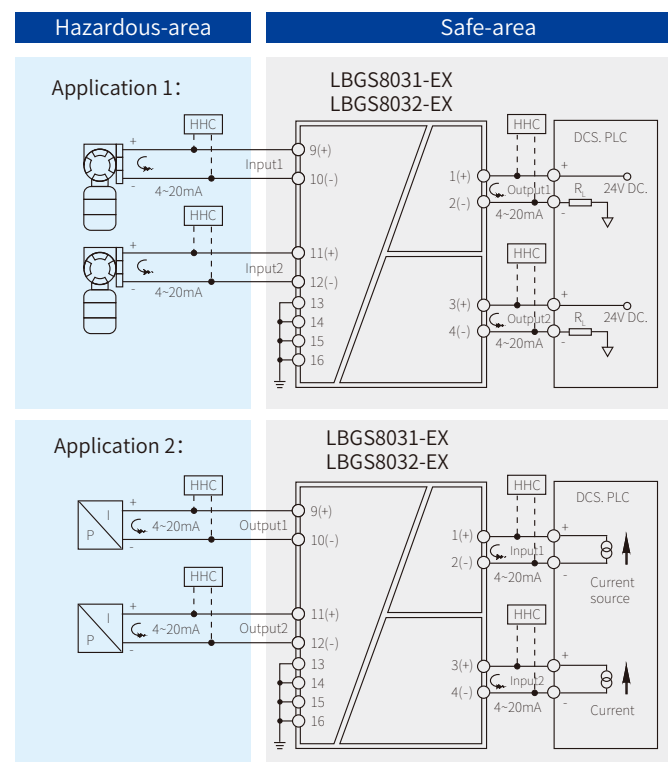 Hazardous-area
Safe-area
Application 1:
LBGS8031-EX
LBGS8032-EX
HHC
HHC
DCS. PLC
+
9(+)
Input1
10(-)
-
4~20mA
1(+)
+
Output1
R_L
24V DC.
2(-)
4~20mA
-
HHC
HHC
+
11(+)
Input2
12(-)
-
4~20mA
13
14
15
16
3(+)
+
Output2
R_L
24V DC.
4(-)
4~20mA
-
Application 2:
LBGS8031-EX
LBGS8032-EX
HHC
HHC
DCS. PLC
+
I
P
4~20mA
Output1
9(+)
10(-)
-
1(+)
+
Input1
2(-)
4~20mA
-
Current
source
HHC
HHC
+
I
P
4~20mA
Output2
11(+)
12(-)
-
13
14
15
16
3(+)
+
Input2
4(-)
4~20mA
-
Current